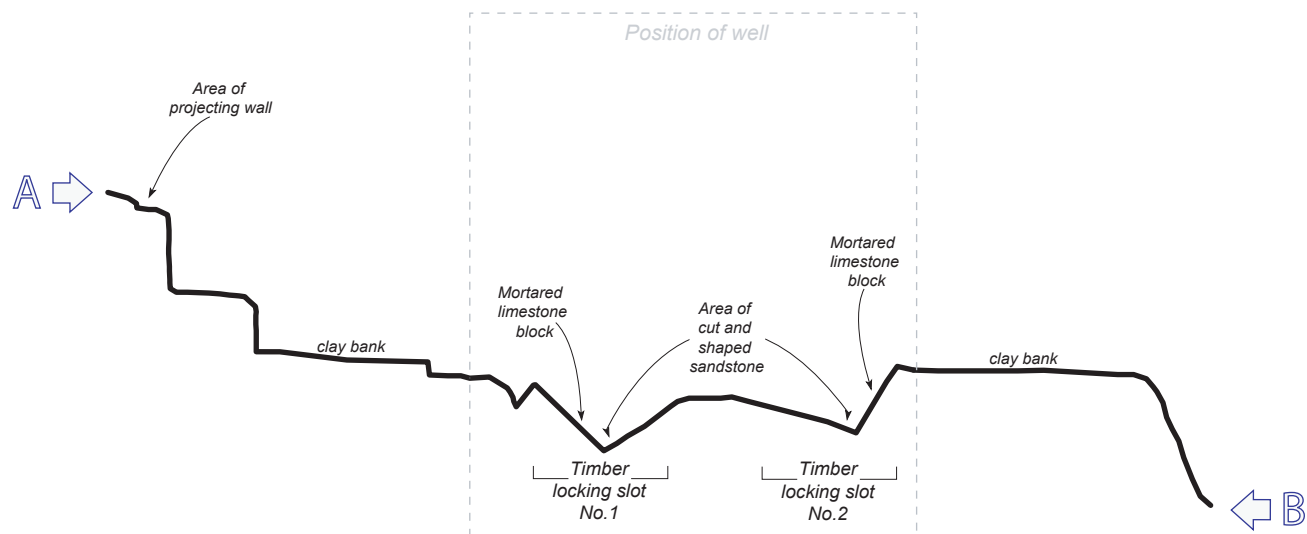 Position of well
Area of
projecting wall
A
Mortared
limestone
block
Mortared
limestone
block
Area of
cut and
shaped
sandstone
clay bank
clay bank
Timber
locking slot
No.1
Timber
locking slot
No.2
B